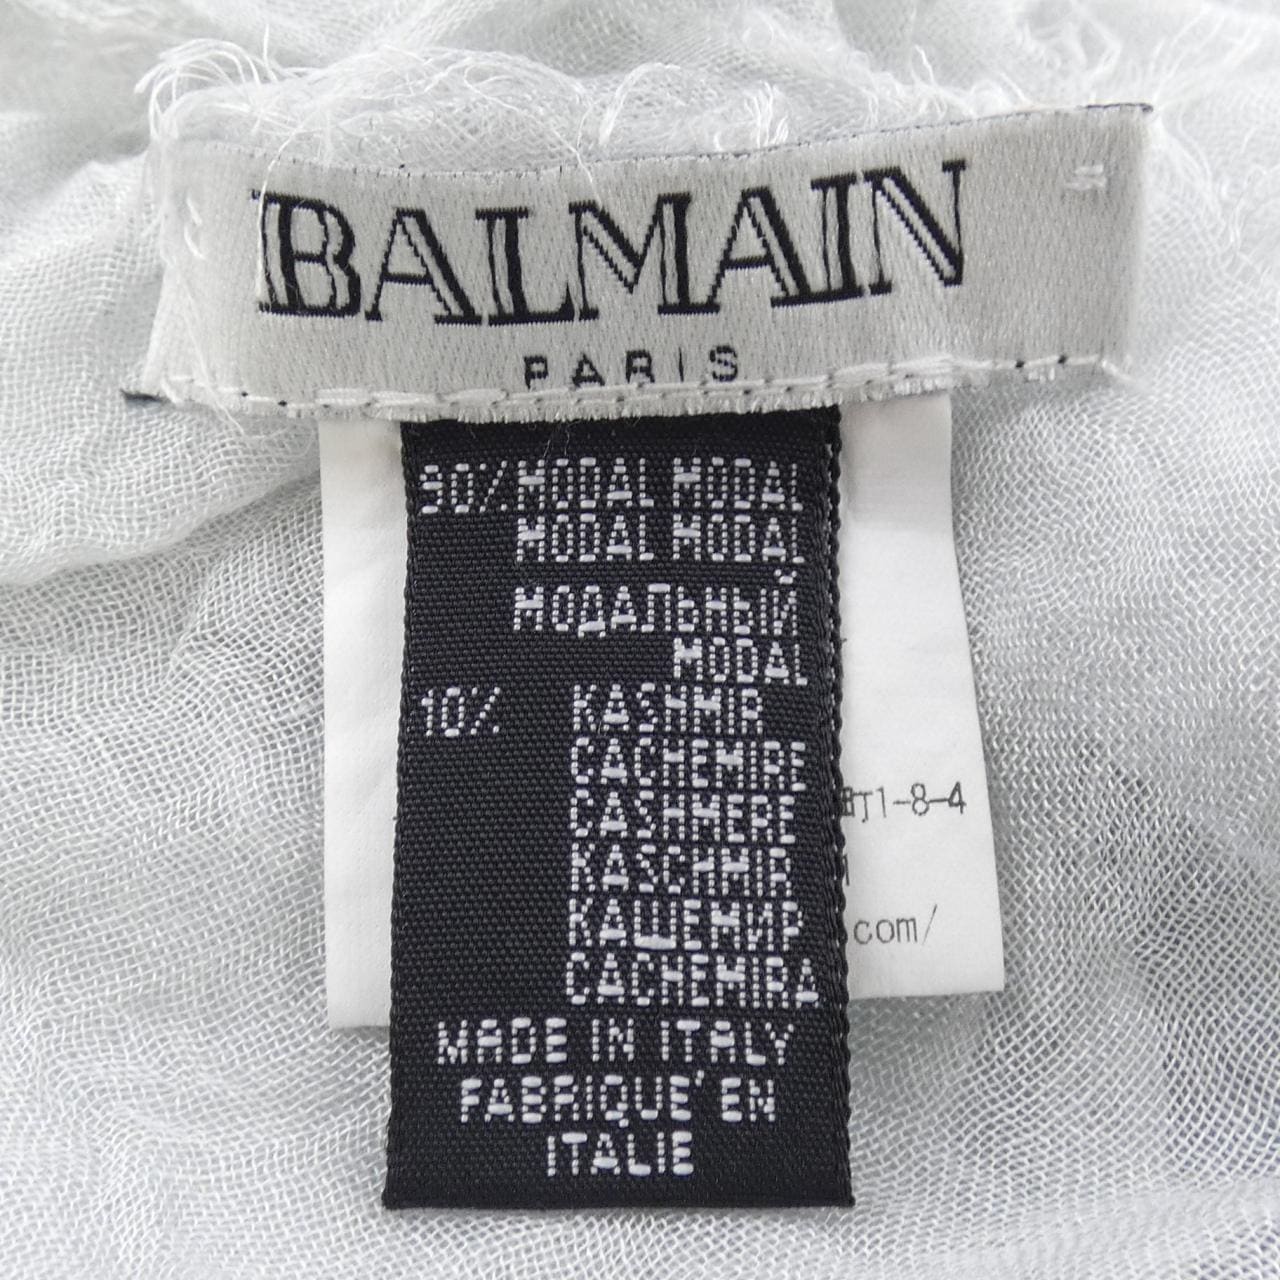 BALMAIN
PARIS
90% MODAL MODAL
MODAL MODAL
МОДАЛЬНЫЙ
MODAL
10% KASHMIR
CACHEMIRE
CASHMERE
KASCHMIR
КАШЕМИР
CACHEMIRA
MADE IN ITALY
FABRIQUE' EN
ITALIE
町1-8-4
1
com/